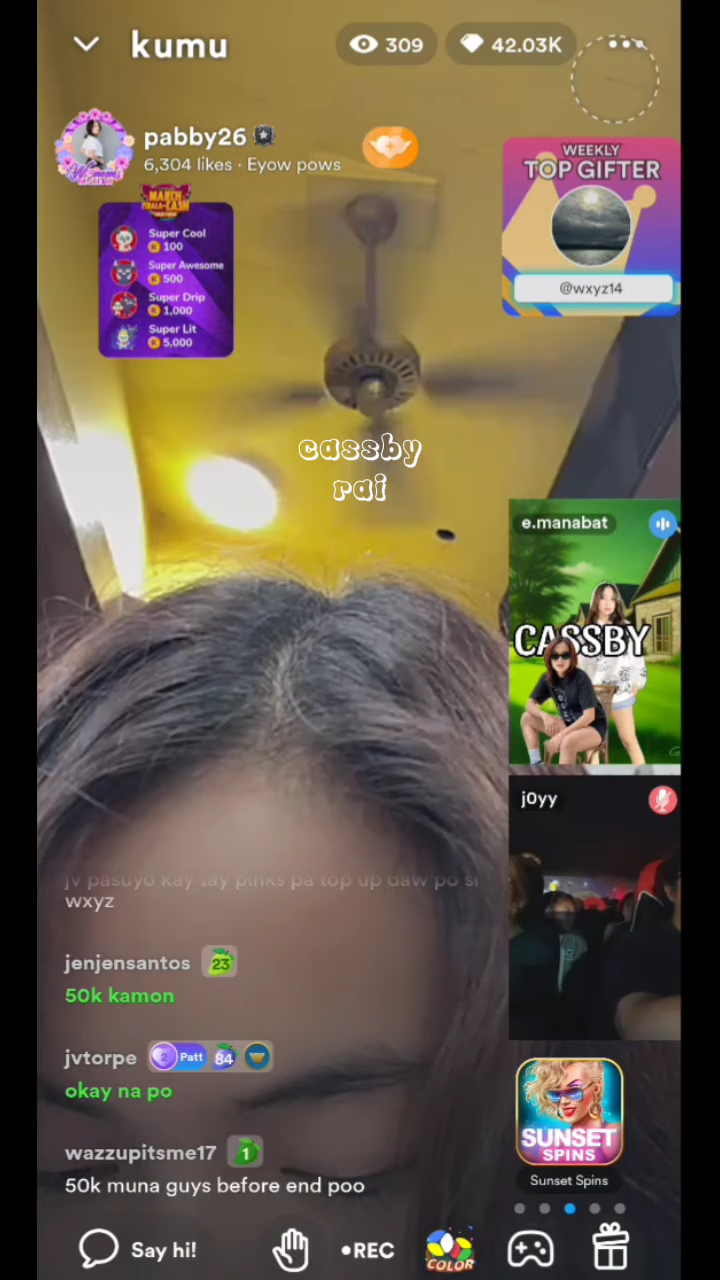 kumu
309
42.03K
pabby26
6,304 likes · Eyow pows
WEEKLY
TOP GIFTER
@wxyz14
MARCH
Super Cool
100
Super Awesome
500
Super Drip
1,000
Super Lit
5,000
cassby
rai
e.manabat
CASSBY
j0yy
jv pasuyo kay tay pinks pa top up daw po si
wxyz
jenjensantos 23
50k kamon
jvtorpe 2 Patt 84
okay na po
wazzupitsme17 1
50k muna guys before end poo
SUNSET
SPINS
Sunset Spins
Say hi!
•REC
COLOR